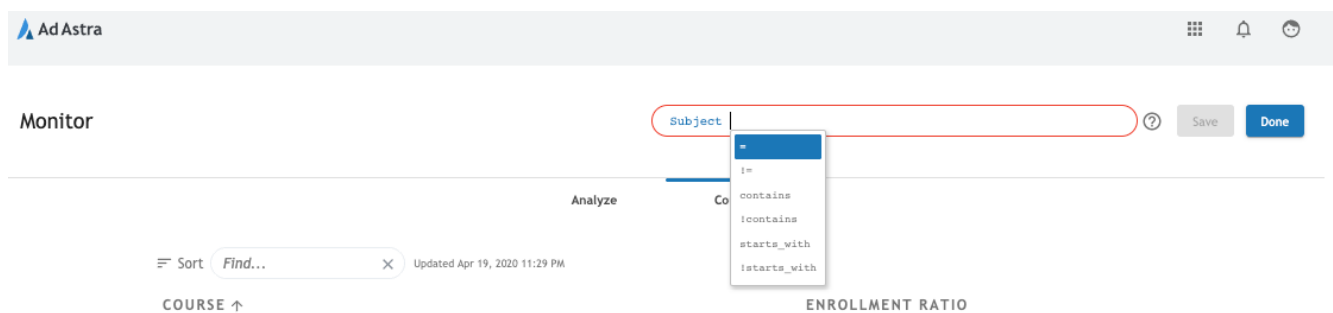 Ad Astra
Monitor
Subject
Save
Done
=
!=
contains
!contains
starts_with
!starts_with
Analyze
Co
Sort
Find...
Updated Apr 19, 2020 11:29 PM
COURSE
ENROLLMENT RATIO